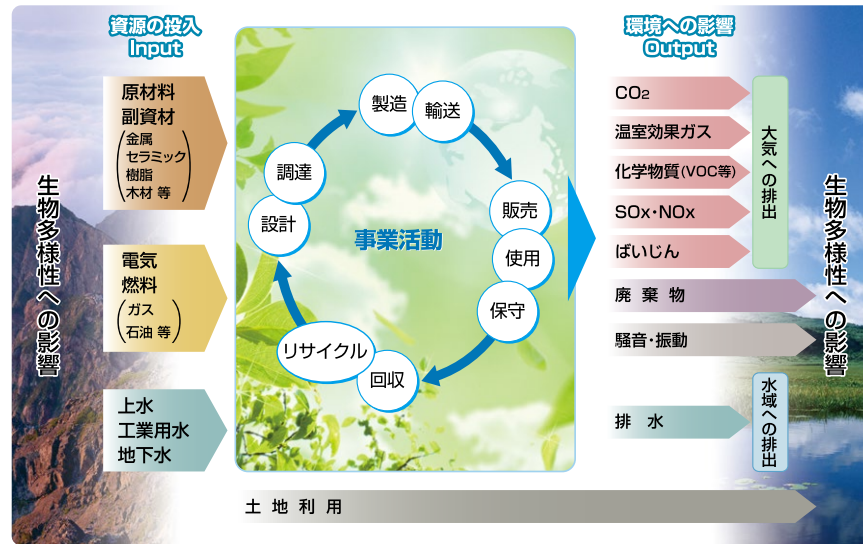 資源の投入
Input
原材料
副資材
(金属
セラミック
樹脂
木材 等)
電気
燃料
(ガス
石油 等)
上水
工業用水
地下水
生物多様性への影響
製造
輸送
調達
設計
事業活動
販売
使用
保守
リサイクル
回収
土地利用
環境への影響
Output
CO₂
温室効果ガス
化学物質(VOC等)
SOx・NOx
ばいじん
大気への排出
廃棄物
騒音・振動
排水
水域への排出
生物多様性への影響